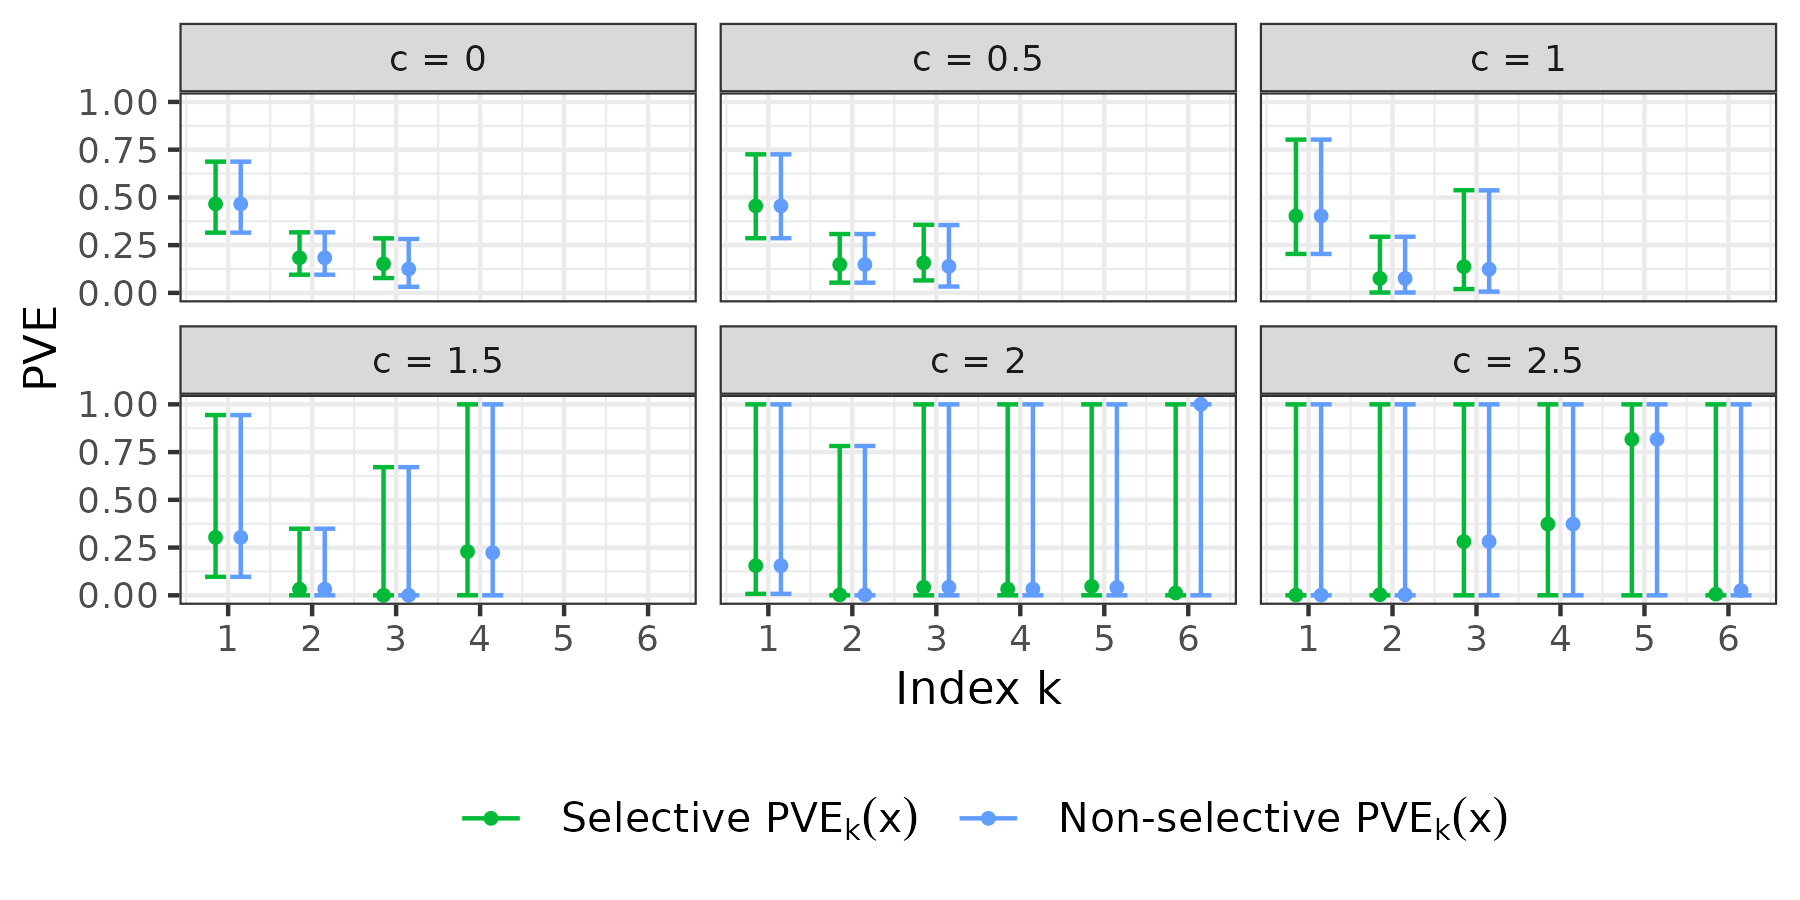 c = 0 c = 0.5 c = 1
1.00
0.75
0.50
0.25
0.00
PVE
c = 1.5 c = 2 c = 2.5
1.00
0.75
0.50
0.25
0.00
1 2 3 4 5 6 1 2 3 4 5 6 1 2 3 4 5 6
Index k
Selective PVEₖ(x) Non-selective PVEₖ(x)